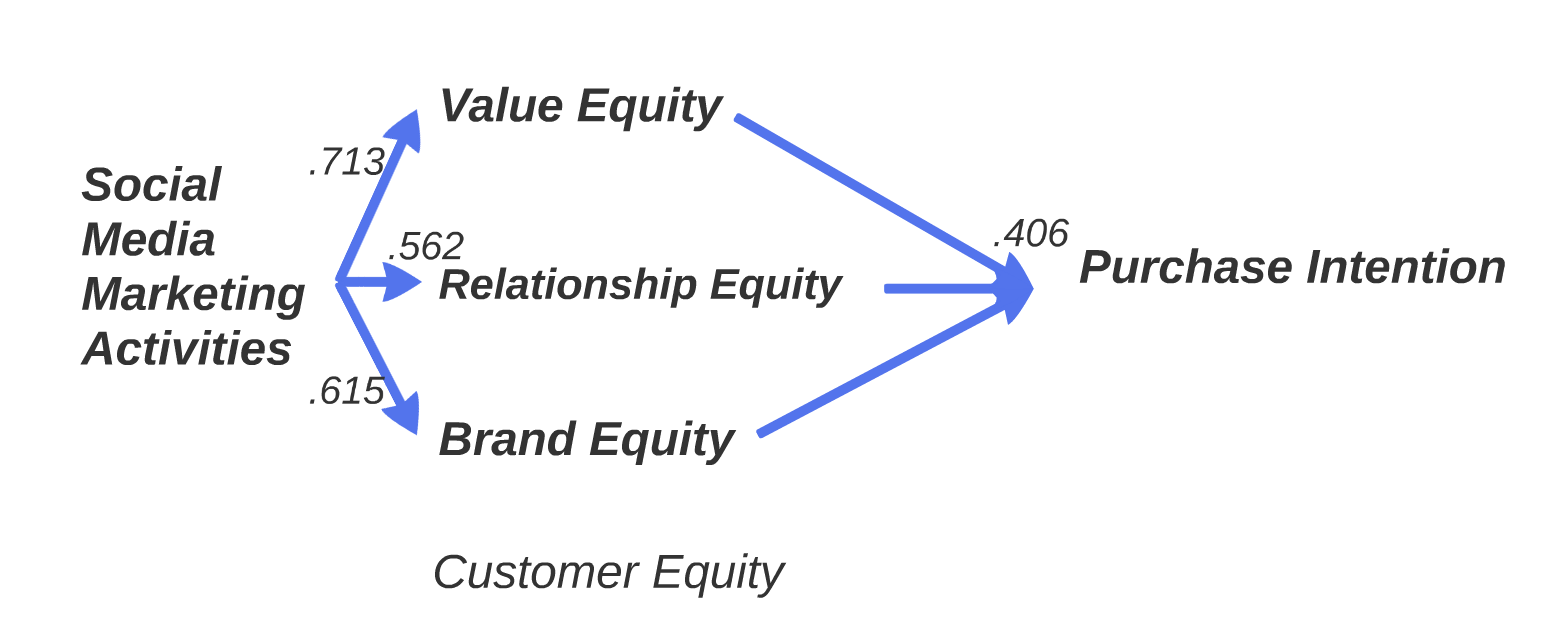 Social
Media
Marketing
Activities
.713
.562
.615
Value Equity
Relationship Equity
Brand Equity
Customer Equity
.406
Purchase Intention